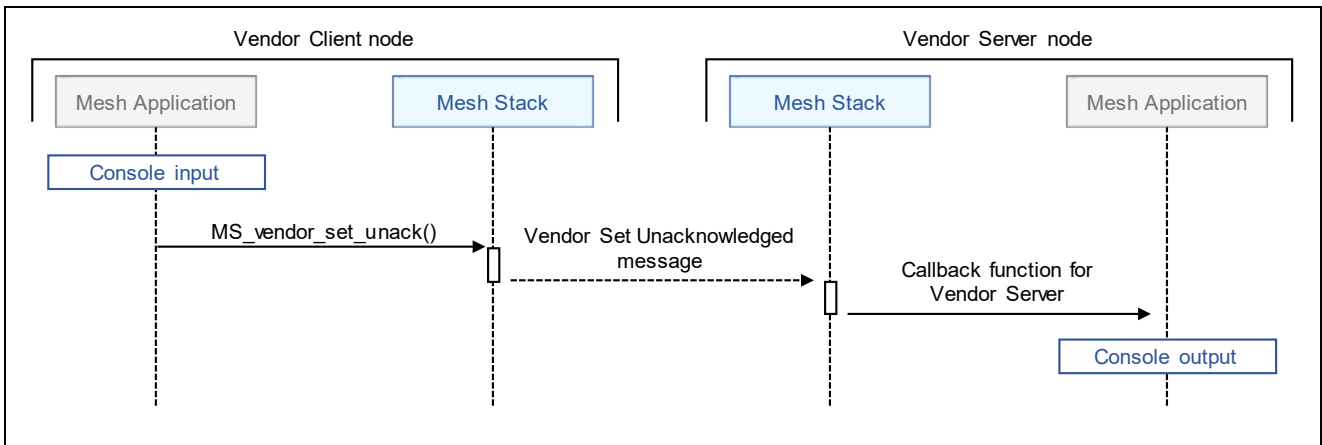 Vendor Client node
Vendor Server node
Mesh Application
Mesh Stack
Mesh Stack
Mesh Application
Console input
MS_vendor_set_unack()
Vendor Set Unacknowledged
message
Callback function for
Vendor Server
Console output